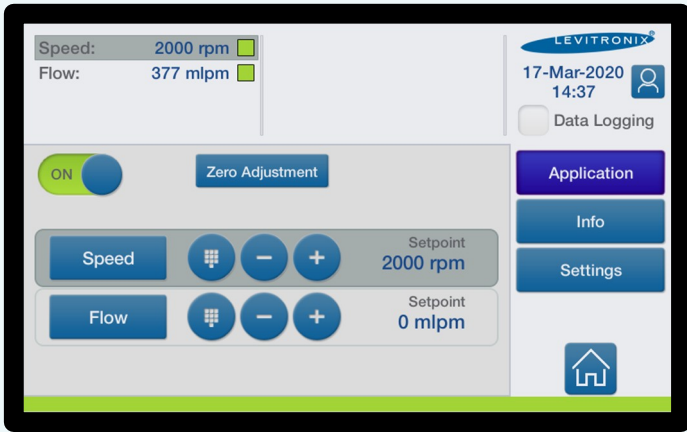 Speed: 2000 rpm
Flow: 377 mlpm
LEVITRONIX®
17-Mar-2020
14:37
Data Logging
ON
Zero Adjustment
Application
Speed
Setpoint
2000 rpm
Info
Settings
Flow
Setpoint
0 mlpm